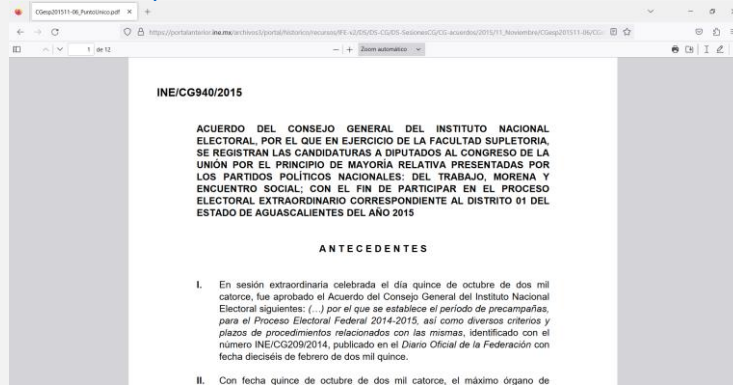 CGesp201511-06_PuntoUnico.pdf
https://portalanterior.ine.mx/archivos3/portal/historico/recursos/IFE-v2/DS/DS-CG/DS-SesionesCG/CG-acuerdos/2015/11_Noviembre/CGesp201511-06/CG
1 de 12
Zoom automático
INE/CG940/2015
ACUERDO DEL CONSEJO GENERAL DEL INSTITUTO NACIONAL
ELECTORAL, POR EL QUE EN EJERCICIO DE LA FACULTAD SUPLETORIA,
SE REGISTRAN LAS CANDIDATURAS A DIPUTADOS AL CONGRESO DE LA
UNIÓN POR EL PRINCIPIO DE MAYORÍA RELATIVA PRESENTADAS POR
LOS PARTIDOS POLÍTICOS NACIONALES: DEL TRABAJO, MORENA Y
ENCUENTRO SOCIAL; CON EL FIN DE PARTICIPAR EN EL PROCESO
ELECTORAL EXTRAORDINARIO CORRESPONDIENTE AL DISTRITO 01 DEL
ESTADO DE AGUASCALIENTES DEL AÑO 2015
A N T E C E D E N T E S
I. En sesión extraordinaria celebrada el día quince de octubre de dos mil
catorce, fue aprobado el Acuerdo del Consejo General del Instituto Nacional
Electoral siguientes: (...) por el que se establece el período de precampañas,
para el Proceso Electoral Federal 2014-2015, así como diversos criterios y
plazos de procedimientos relacionados con las mismas, identificado con el
número INE/CG209/2014, publicado en el Diario Oficial de la Federación con
fecha dieciséis de febrero de dos mil quince.
II. Con fecha quince de octubre de dos mil catorce, el máximo órgano de